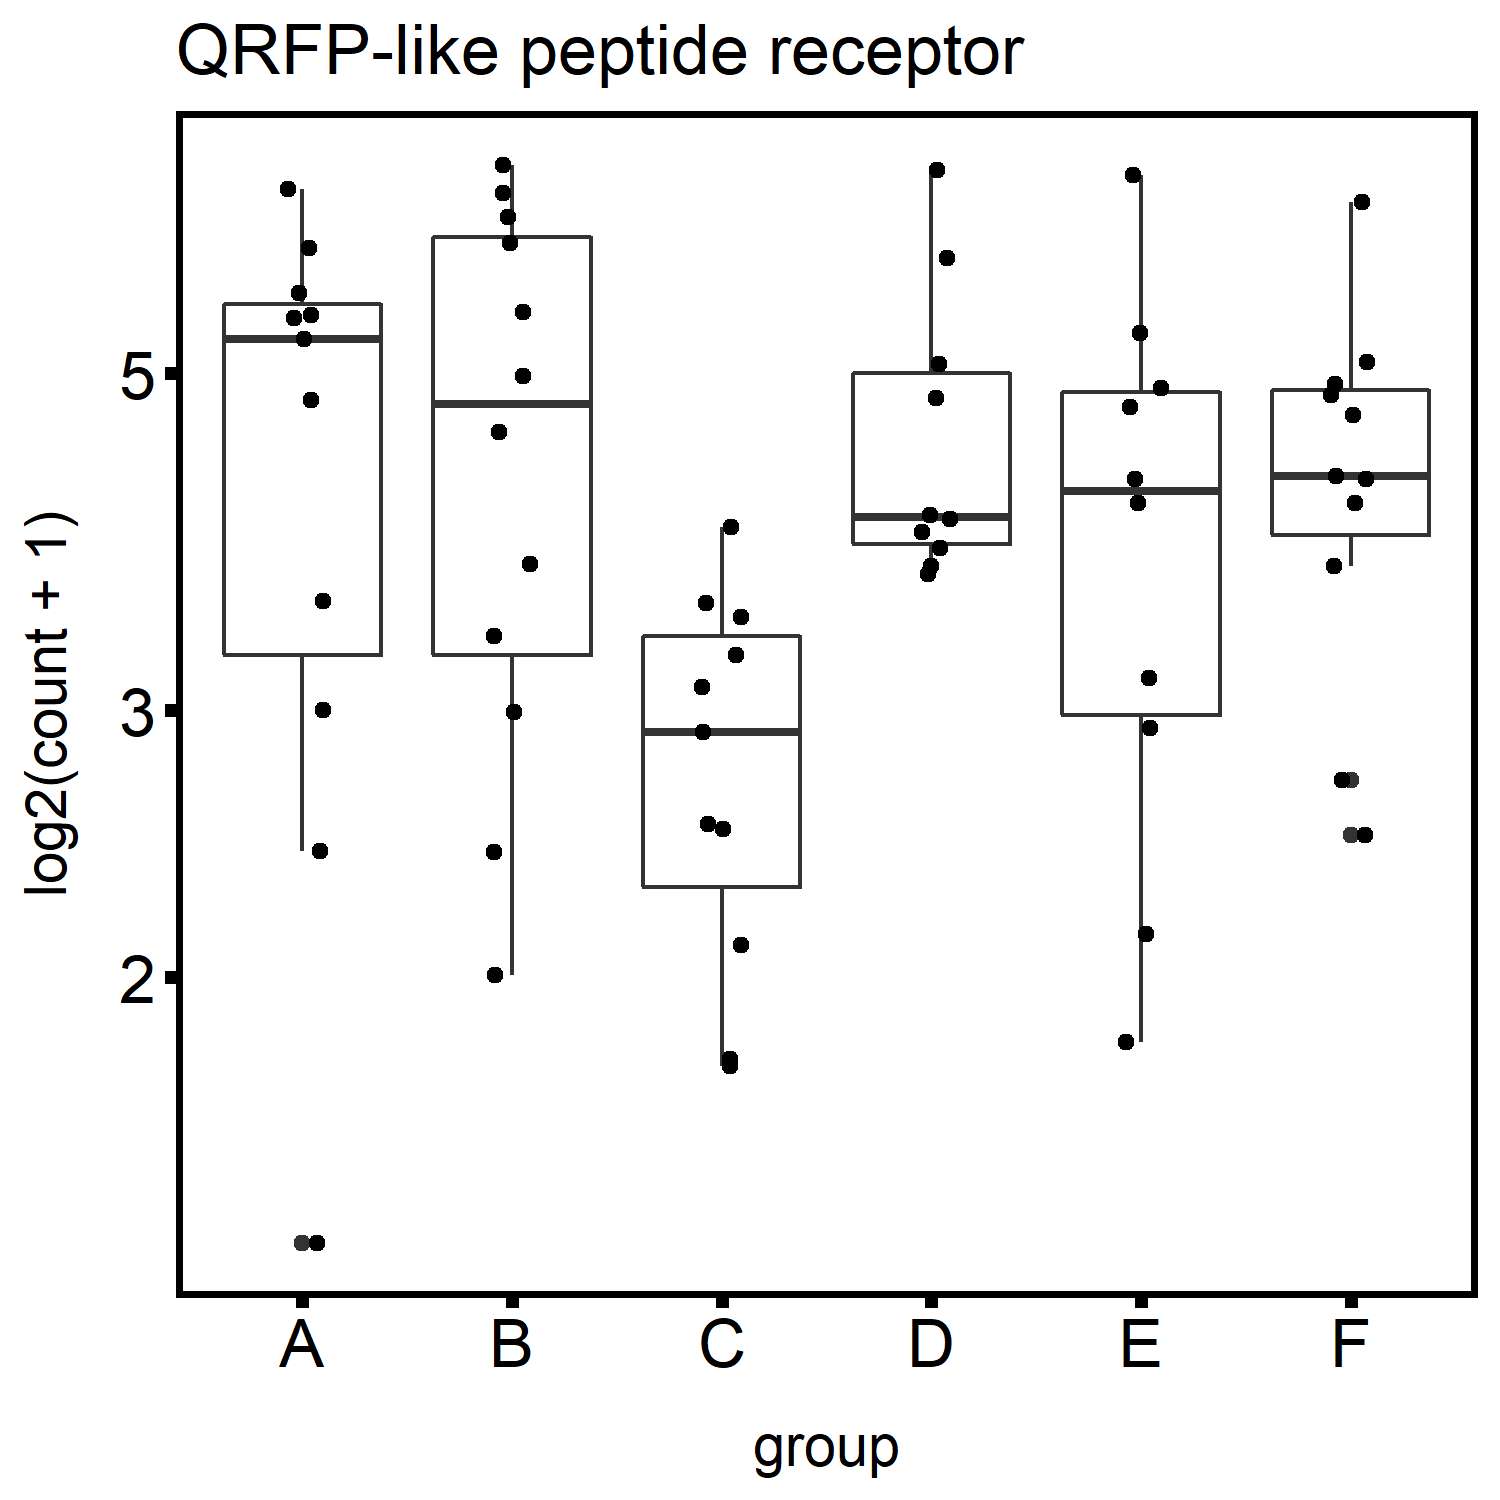 QRFP-like peptide receptor
log2(count + 1)
5
3
2
A B C D E F
group